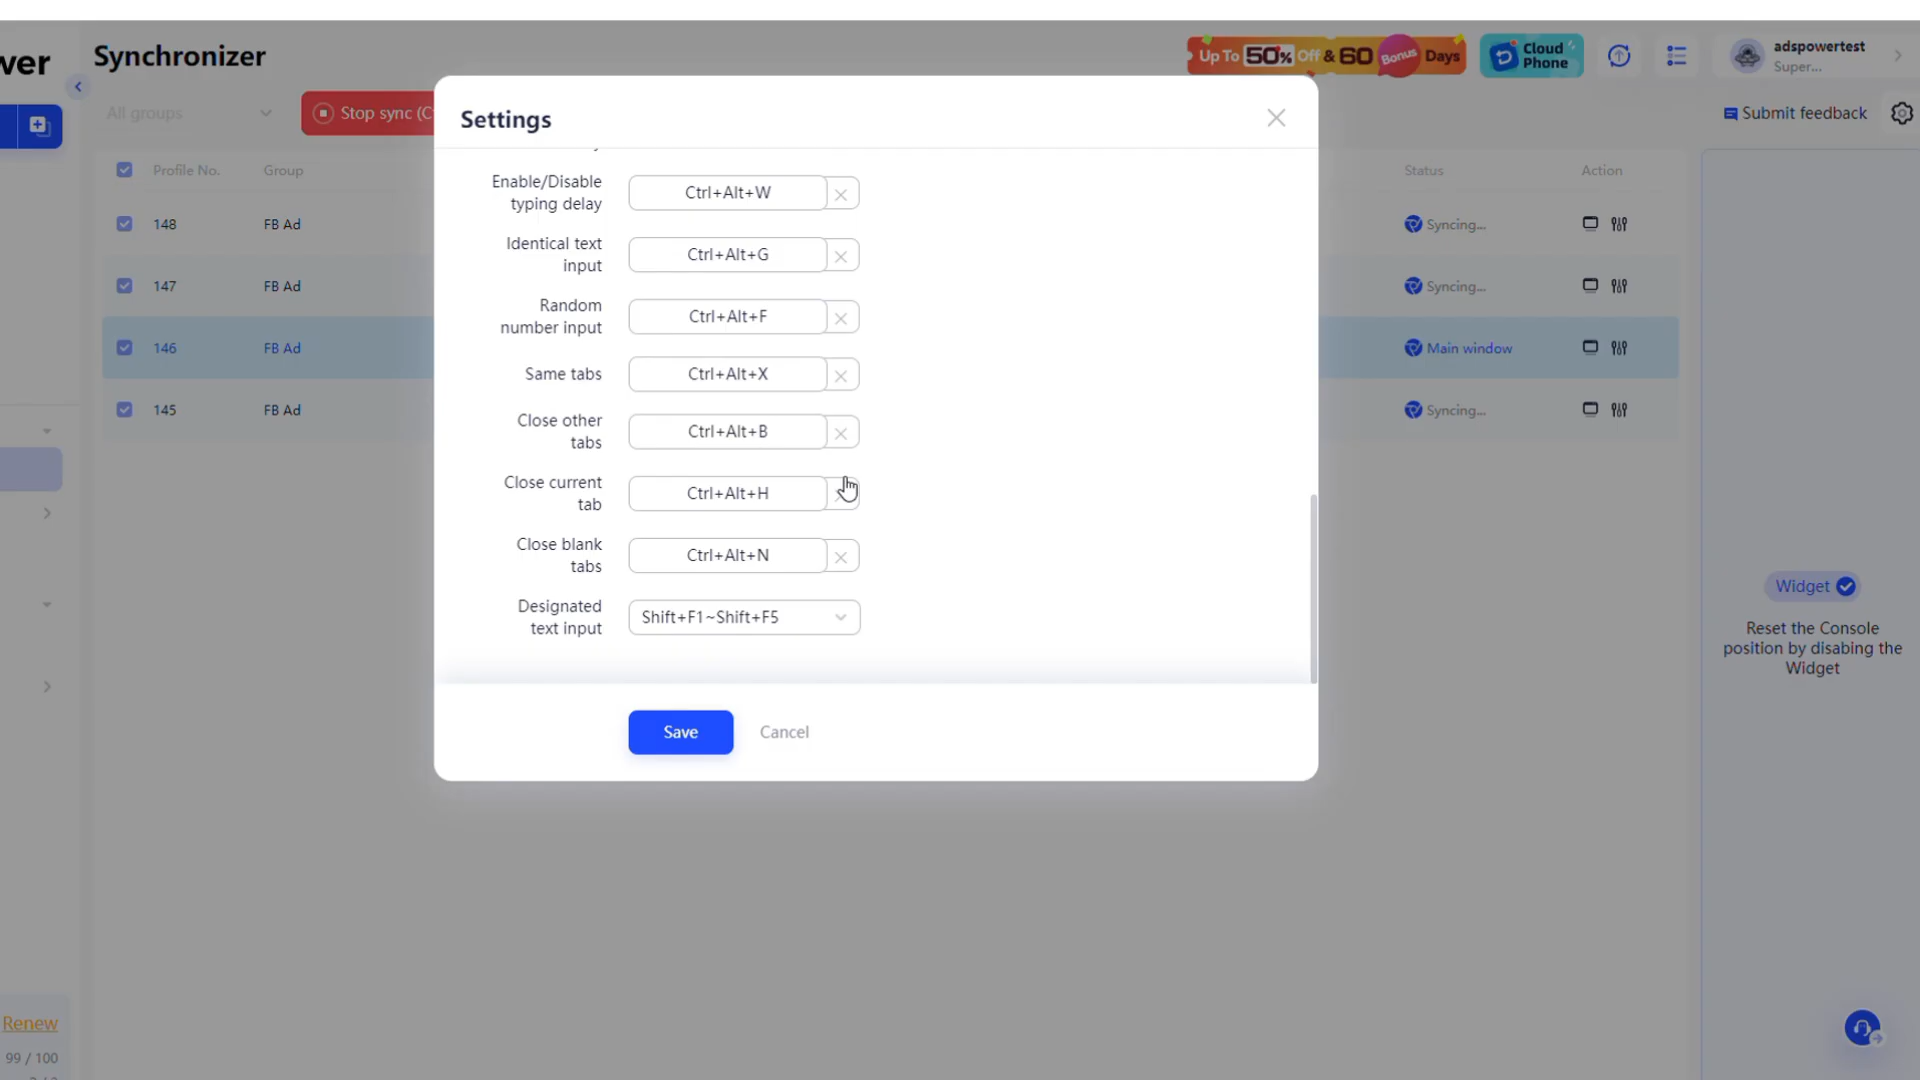 wer
Synchronizer
Up To 50% Off & 60 Bonus Days
Cloud
Phone
adspowertest
Super...
All groups
Stop sync (C
Submit feedback
Settings
Profile No.
Group
Status
Action
148
FB Ad
Syncing...
147
FB Ad
Syncing...
146
FB Ad
Main window
145
FB Ad
Syncing...
Enable/Disable
typing delay
Ctrl+Alt+W
Identical text
input
Ctrl+Alt+G
Random
number input
Ctrl+Alt+F
Same tabs
Ctrl+Alt+X
Close other
tabs
Ctrl+Alt+B
Close current
tab
Ctrl+Alt+H
Close blank
tabs
Ctrl+Alt+N
Designated
text input
Shift+F1~Shift+F5
Save
Cancel
Widget
Reset the Console
position by disabing the
Widget
Renew
99 / 100